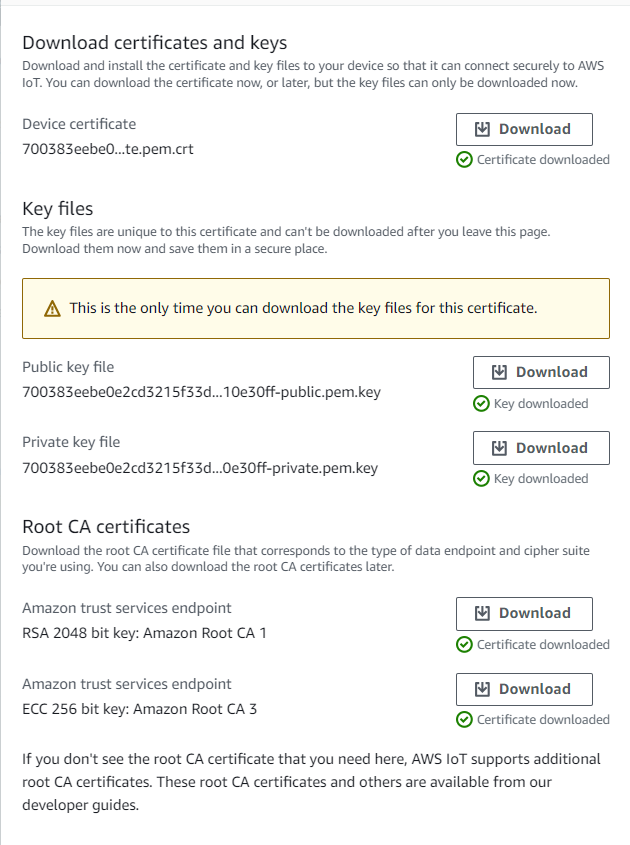 Download certificates and keys
Download and install the certificate and key files to your device so that it can connect securely to AWS
IoT. You can download the certificate now, or later, but the key files can only be downloaded now.
Device certificate
700383eebe0...te.pem.crt
Download
Certificate downloaded
Key files
The key files are unique to this certificate and can't be downloaded after you leave this page.
Download them now and save them in a secure place.
This is the only time you can download the key files for this certificate.
Public key file
700383eebe0e2cd3215f33d...10e30ff-public.pem.key
Download
Key downloaded
Private key file
700383eebe0e2cd3215f33d...0e30ff-private.pem.key
Download
Key downloaded
Root CA certificates
Download the root CA certificate file that corresponds to the type of data endpoint and cipher suite
you're using. You can also download the root CA certificates later.
Amazon trust services endpoint
RSA 2048 bit key: Amazon Root CA 1
Download
Certificate downloaded
Amazon trust services endpoint
ECC 256 bit key: Amazon Root CA 3
Download
Certificate downloaded
If you don't see the root CA certificate that you need here, AWS IoT supports additional
root CA certificates. These root CA certificates and others are available from our
developer guides.